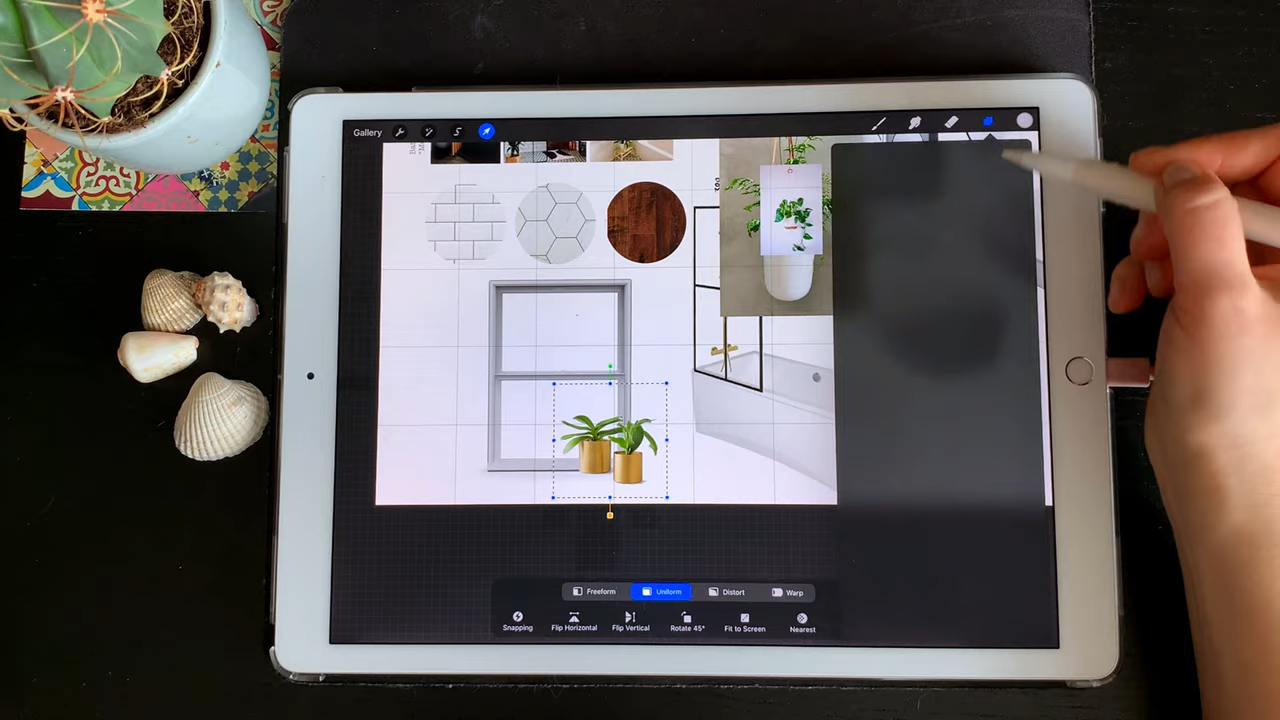 Gallery
Freeform
Uniform
Distort
Warp
Snapping
Flip Horizontal
Flip Vertical
Rotate 45°
Fit to Screen
Nearest